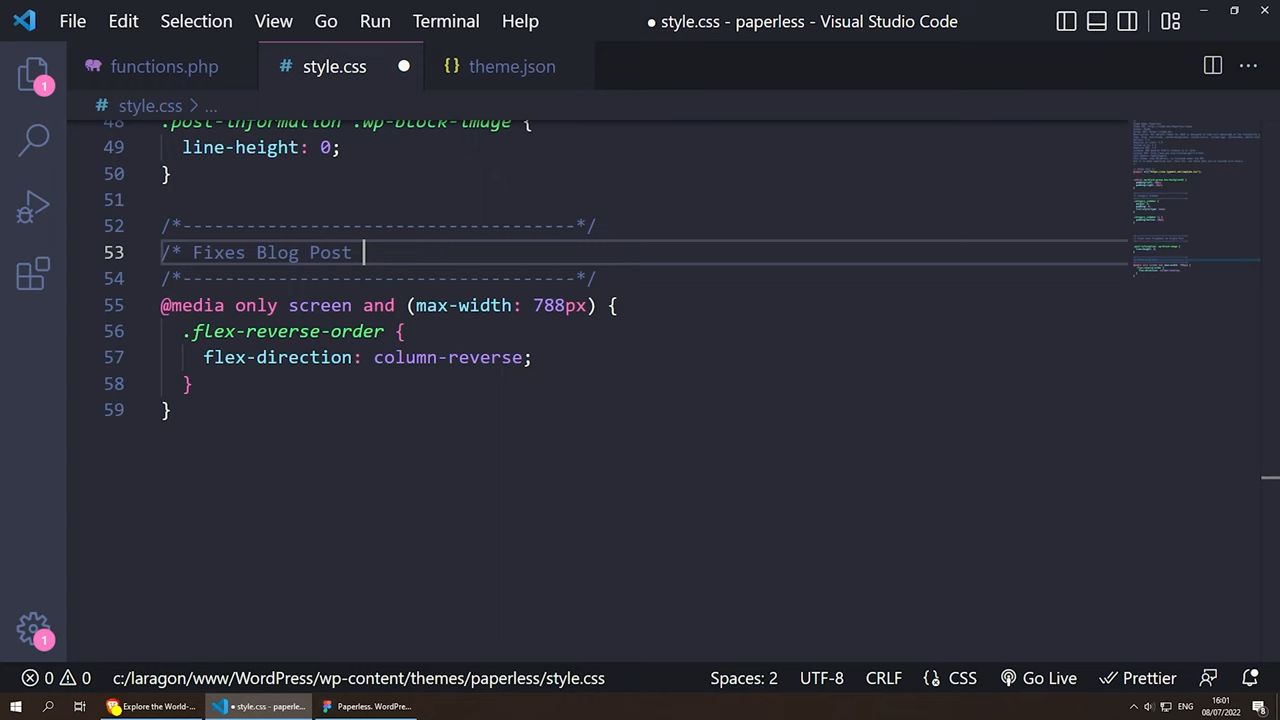 File Edit Selection View Go Run Terminal Help ● style.css - paperless - Visual Studio Code
functions.php # style.css ● {} theme.json
1 # style.css > ...
48 .post-information .wp-block-image {
49 line-height: 0;
50 }
51
52 /*-------------------------------------*/
53 /* Fixes Blog Post
54 /*-------------------------------------*/
55 @media only screen and (max-width: 788px) {
56 .flex-reverse-order {
57 flex-direction: column-reverse;
58 }
59 }
1
0 0 c:/laragon/www/WordPress/wp-content/themes/paperless/style.css Spaces: 2 UTF-8 CRLF {} CSS Go Live Prettier
Explore the World-... ● style.css - paperle... Paperless. WordPre... ENG 16:01
08/07/2022 8